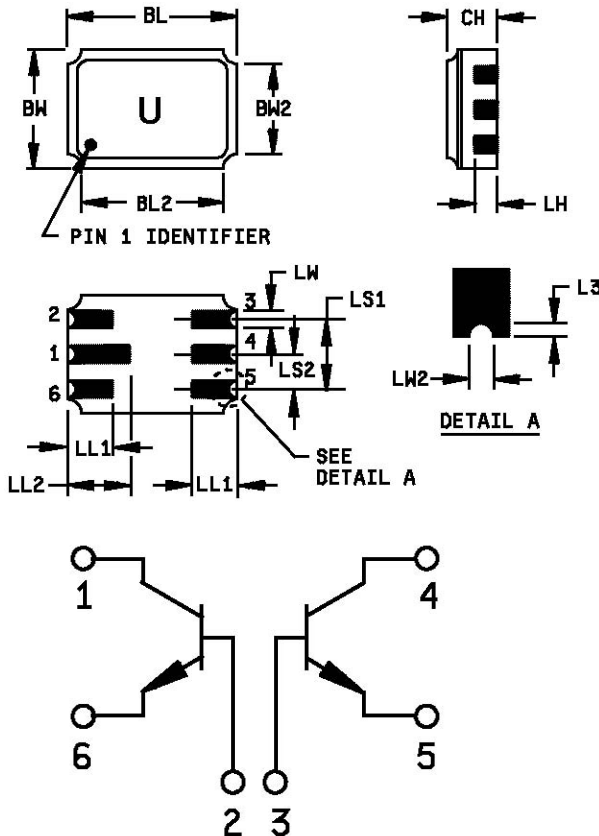 BL
CH
BW
U
BW2
BL2
LH
PIN 1 IDENTIFIER
LW
L3
2
3
LS1
1
4
LS2
6
5
LW2
DETAIL A
LL1
SEE
DETAIL A
LL2
LL1
1
4
6
5
2
3